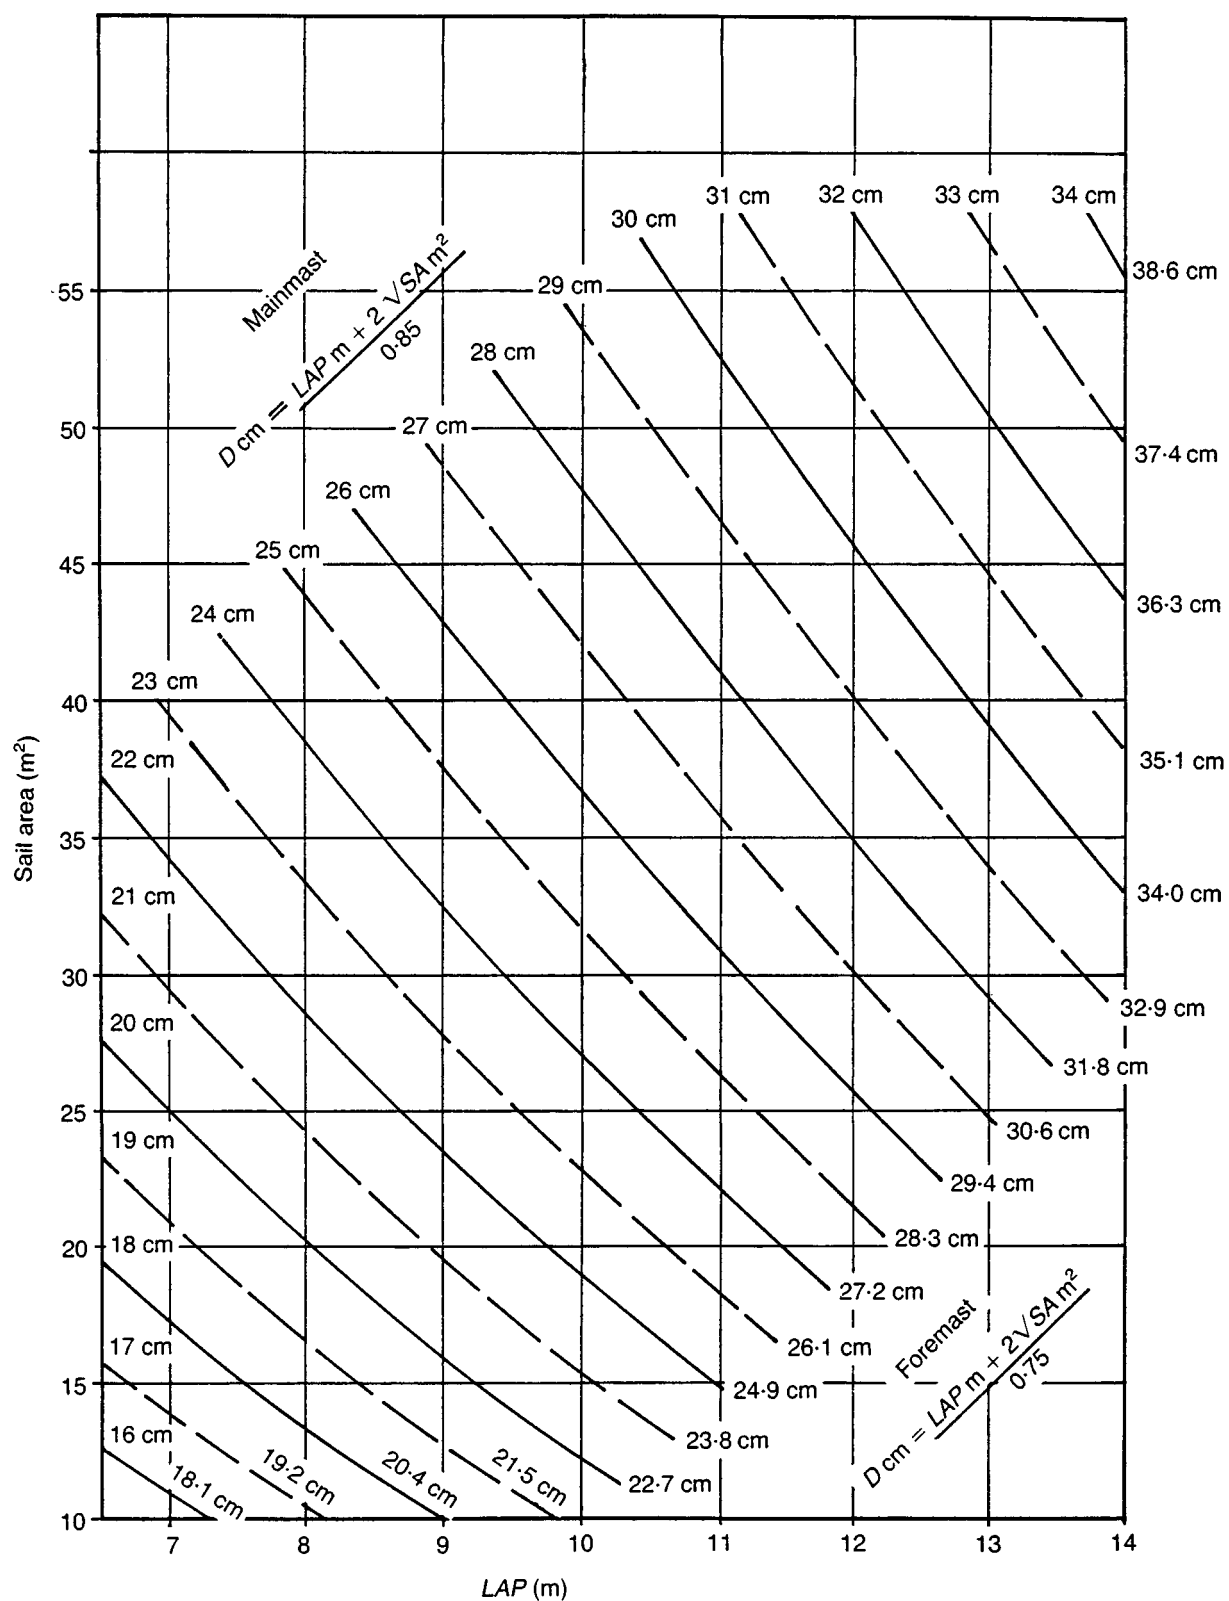 31 cm
32 cm
33 cm
34 cm
30 cm
38·6 cm
Mainmast
D cm = LAP m + 2 √SA m²
0·85
29 cm
55
28 cm
27 cm
50
37·4 cm
26 cm
25 cm
45
24 cm
36·3 cm
23 cm
40
22 cm
35·1 cm
Sail area (m²)
35
21 cm
34·0 cm
30
20 cm
32·9 cm
31·8 cm
25
19 cm
30·6 cm
29·4 cm
20
18 cm
28·3 cm
27·2 cm
17 cm
26·1 cm
Foremast
D cm = LAP m + 2√SA m²
0·75
15
24·9 cm
16 cm
23·8 cm
18·1 cm
19·2 cm
20·4 cm
21·5 cm
22·7 cm
10
7 8 9 10 11 12 13 14
LAP (m)